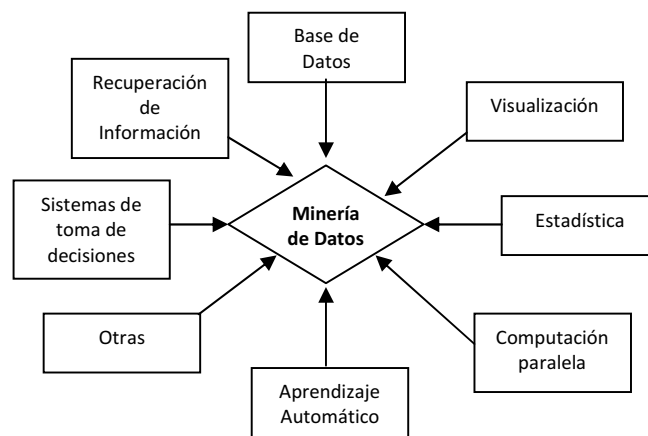 Base de
Datos
Recuperación
de
Información
Visualización
Sistemas de
toma de
decisiones
Minería
de Datos
Estadística
Otras
Computación
paralela
Aprendizaje
Automático